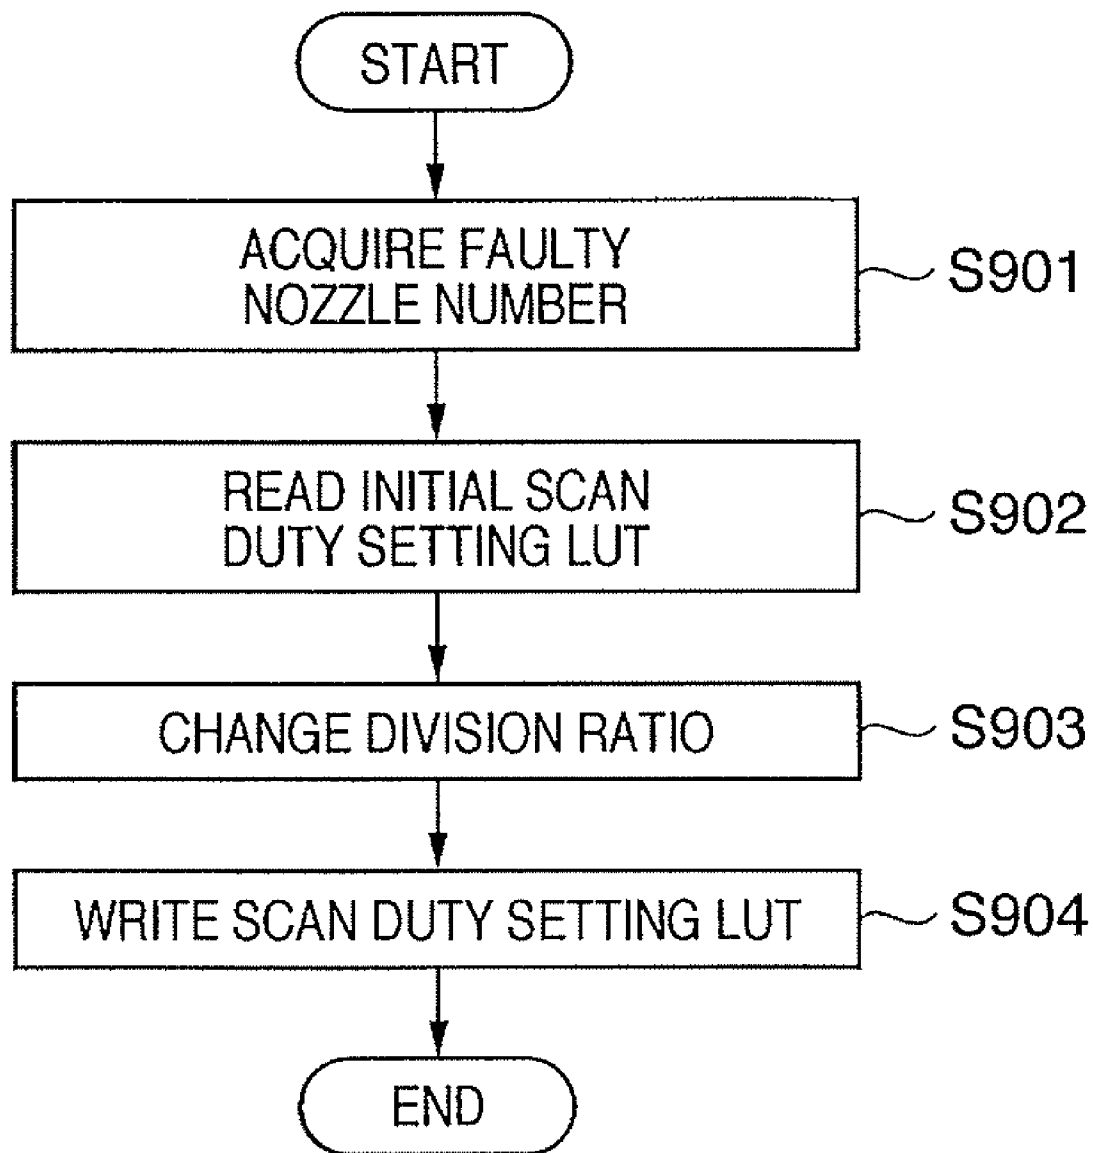 START
ACQUIRE FAULTY
NOZZLE NUMBER
S901
READ INITIAL SCAN
DUTY SETTING LUT
S902
CHANGE DIVISION RATIO
S903
WRITE SCAN DUTY SETTING LUT
S904
END